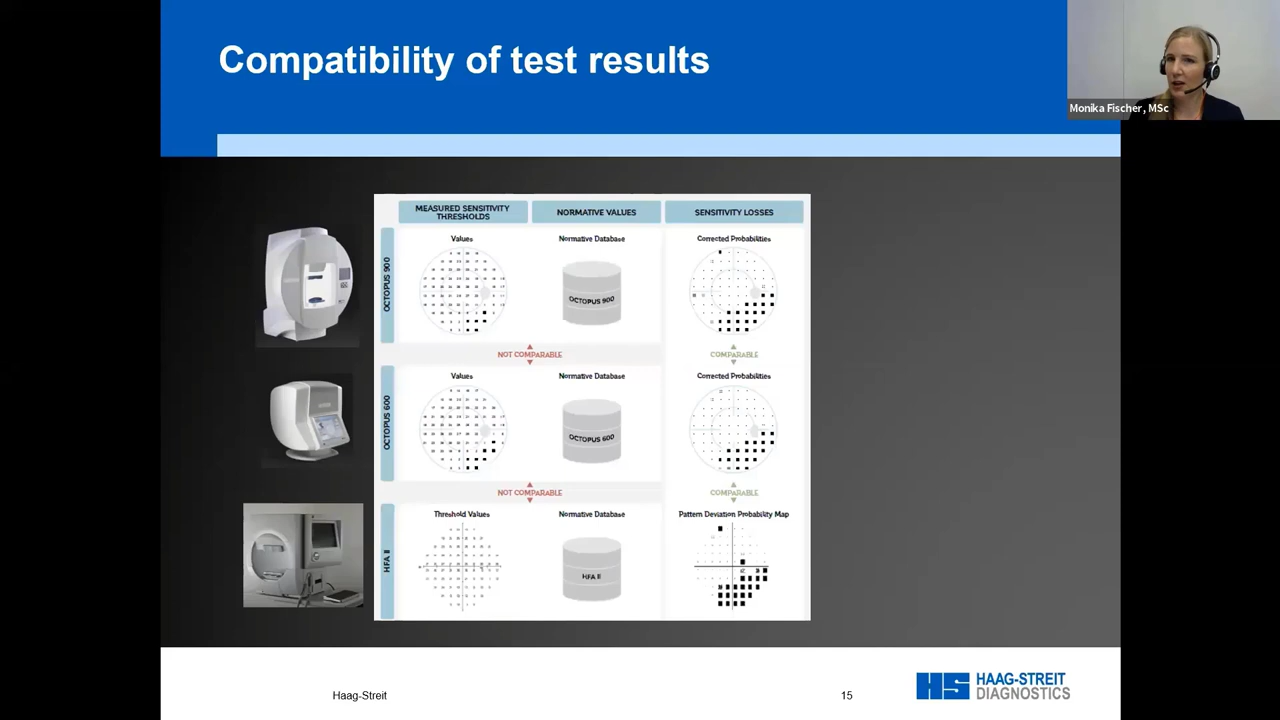 Compatibility of test results
Monika Fischer, MSc
MEASURED SENSITIVITY
THRESHOLDS
NORMATIVE VALUES
SENSITIVITY LOSSES
OCTOPUS 900
Values
Normative Database
Corrected Probabilities
OCTOPUS 900
NOT COMPARABLE
COMPARABLE
OCTOPUS 600
Values
Normative Database
Corrected Probabilities
OCTOPUS 600
NOT COMPARABLE
COMPARABLE
HFA II
Threshold Values
Normative Database
Pattern Deviation Probability Map
HFA II
Haag-Streit
15
HS HAAG-STREIT
DIAGNOSTICS